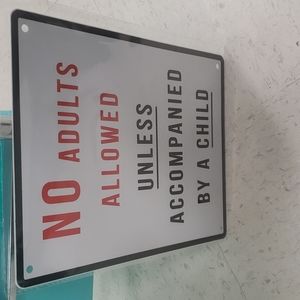 NO ADULTS
ALLOWED
UNLESS
ACCOMPANIED
BY A CHILD